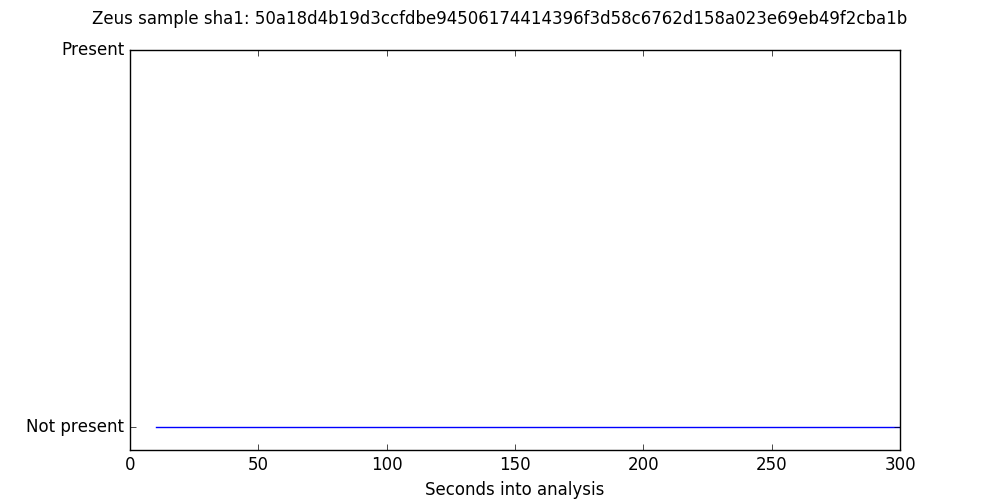 Zeus sample sha1: 50a18d4b19d3ccfdbe94506174414396f3d58c6762d158a023e69eb49f2cba1b
Present
Not present
0 50 100 150 200 250 300
Seconds into analysis